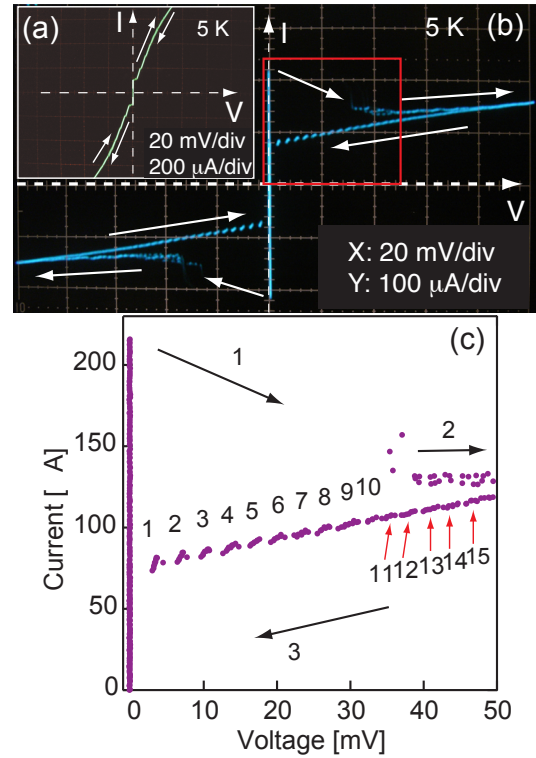 (a)
I
5 K
V
20 mV/div
200 μA/div
I
5 K
(b)
V
X: 20 mV/div
Y: 100 μA/div
(c)
200
150
100
50
0
Current [ A]
1
2
1 2 3 4 5 6 7 8 9 10
11 12 13 14 15
3
0 10 20 30 40 50
Voltage [mV]